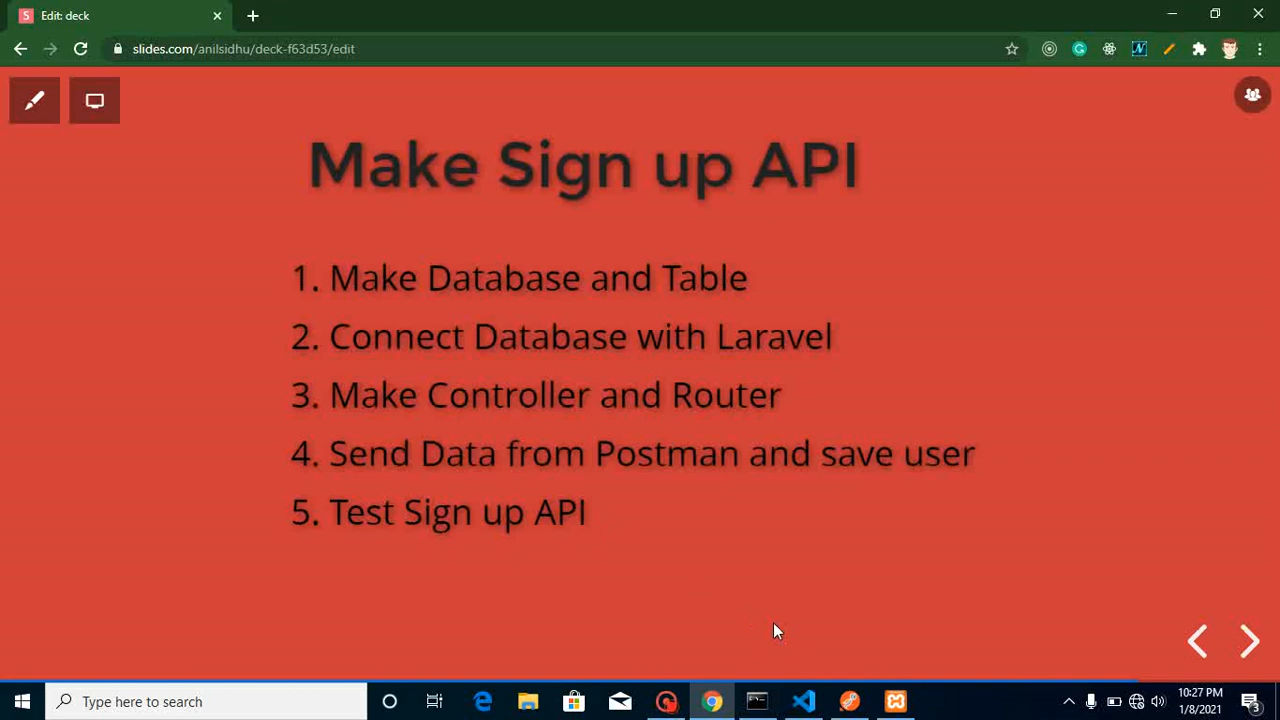 Edit: deck
slides.com/anilsidhu/deck-f63d53/edit
Make Sign up API
1. Make Database and Table
2. Connect Database with Laravel
3. Make Controller and Router
4. Send Data from Postman and save user
5. Test Sign up API
Type here to search
10:27 PM
1/8/2021
3